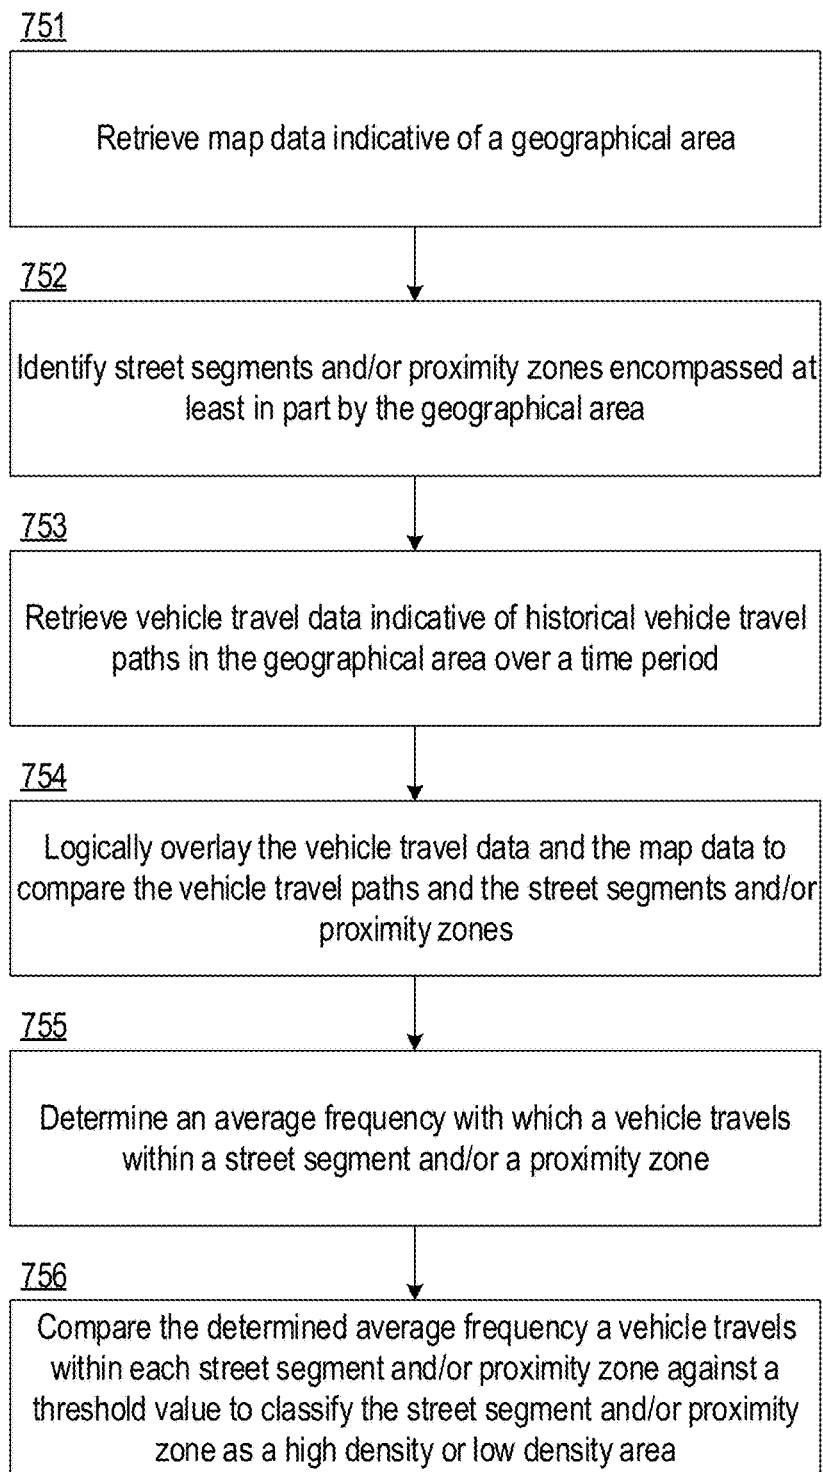 751
Retrieve map data indicative of a geographical area
752
Identify street segments and/or proximity zones encompassed at
least in part by the geographical area
753
Retrieve vehicle travel data indicative of historical vehicle travel
paths in the geographical area over a time period
754
Logically overlay the vehicle travel data and the map data to
compare the vehicle travel paths and the street segments and/or
proximity zones
755
Determine an average frequency with which a vehicle travels
within a street segment and/or a proximity zone
756
Compare the determined average frequency a vehicle travels
within each street segment and/or proximity zone against a
threshold value to classify the street segment and/or proximity
zone as a high density or low density area